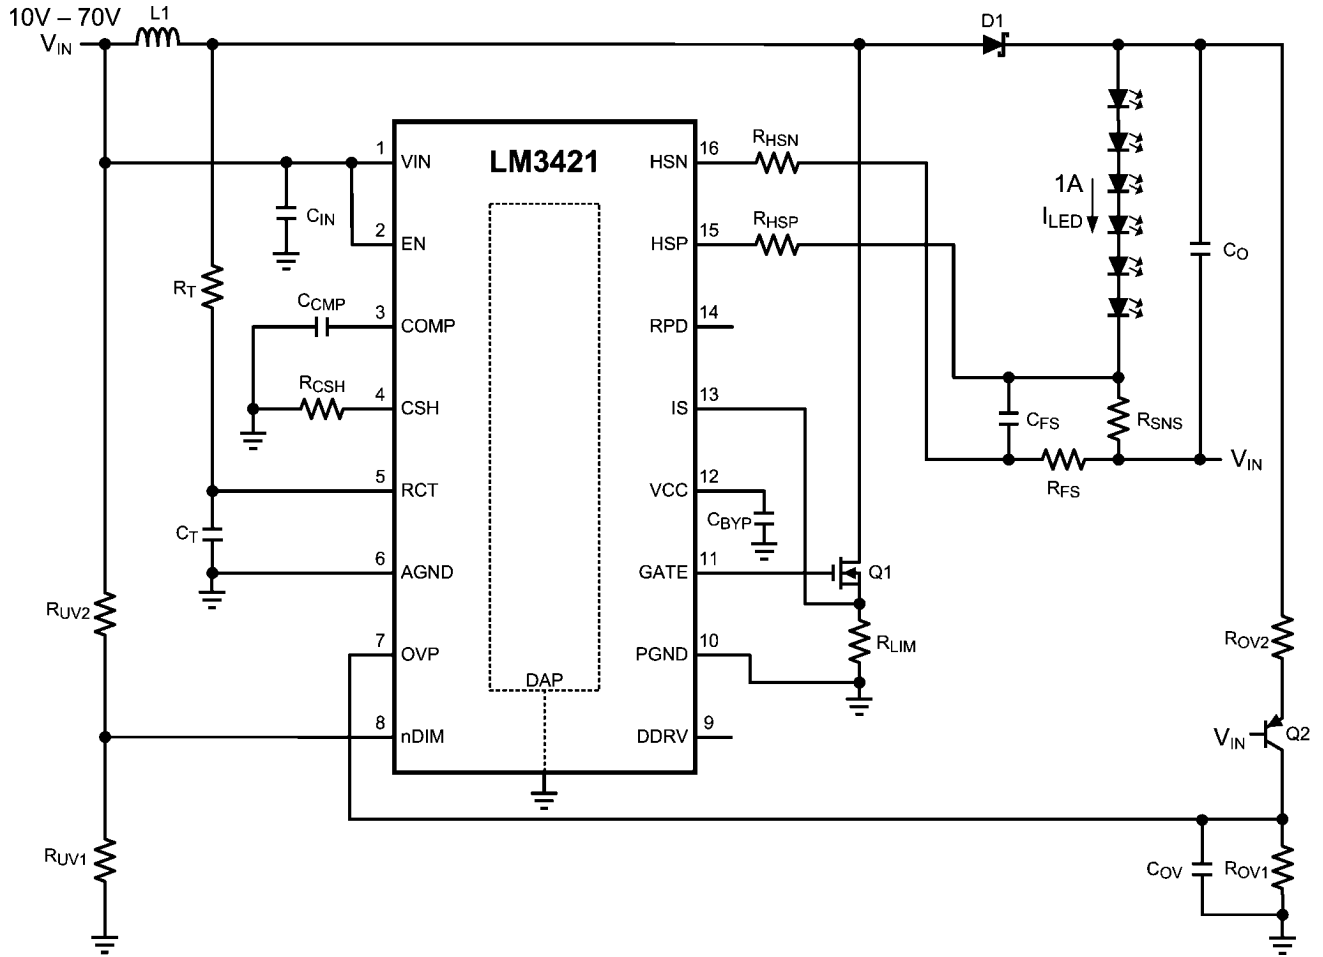 10V – 70V
L1
VIN
D1
LM3421
1
VIN
16
HSN
RHSN
CIN
2
EN
15
HSP
RHSP
1A
ILED
CO
RT
CCMP
3
COMP
14
RPD
RCSH
4
CSH
13
IS
CFS
RSNS
RFS
VIN
5
RCT
12
VCC
CBYP
CT
6
AGND
11
GATE
Q1
RUV2
7
OVP
10
PGND
RLIM
ROV2
DAP
8
nDIM
9
DDRV
VIN
Q2
RUV1
COV
ROV1